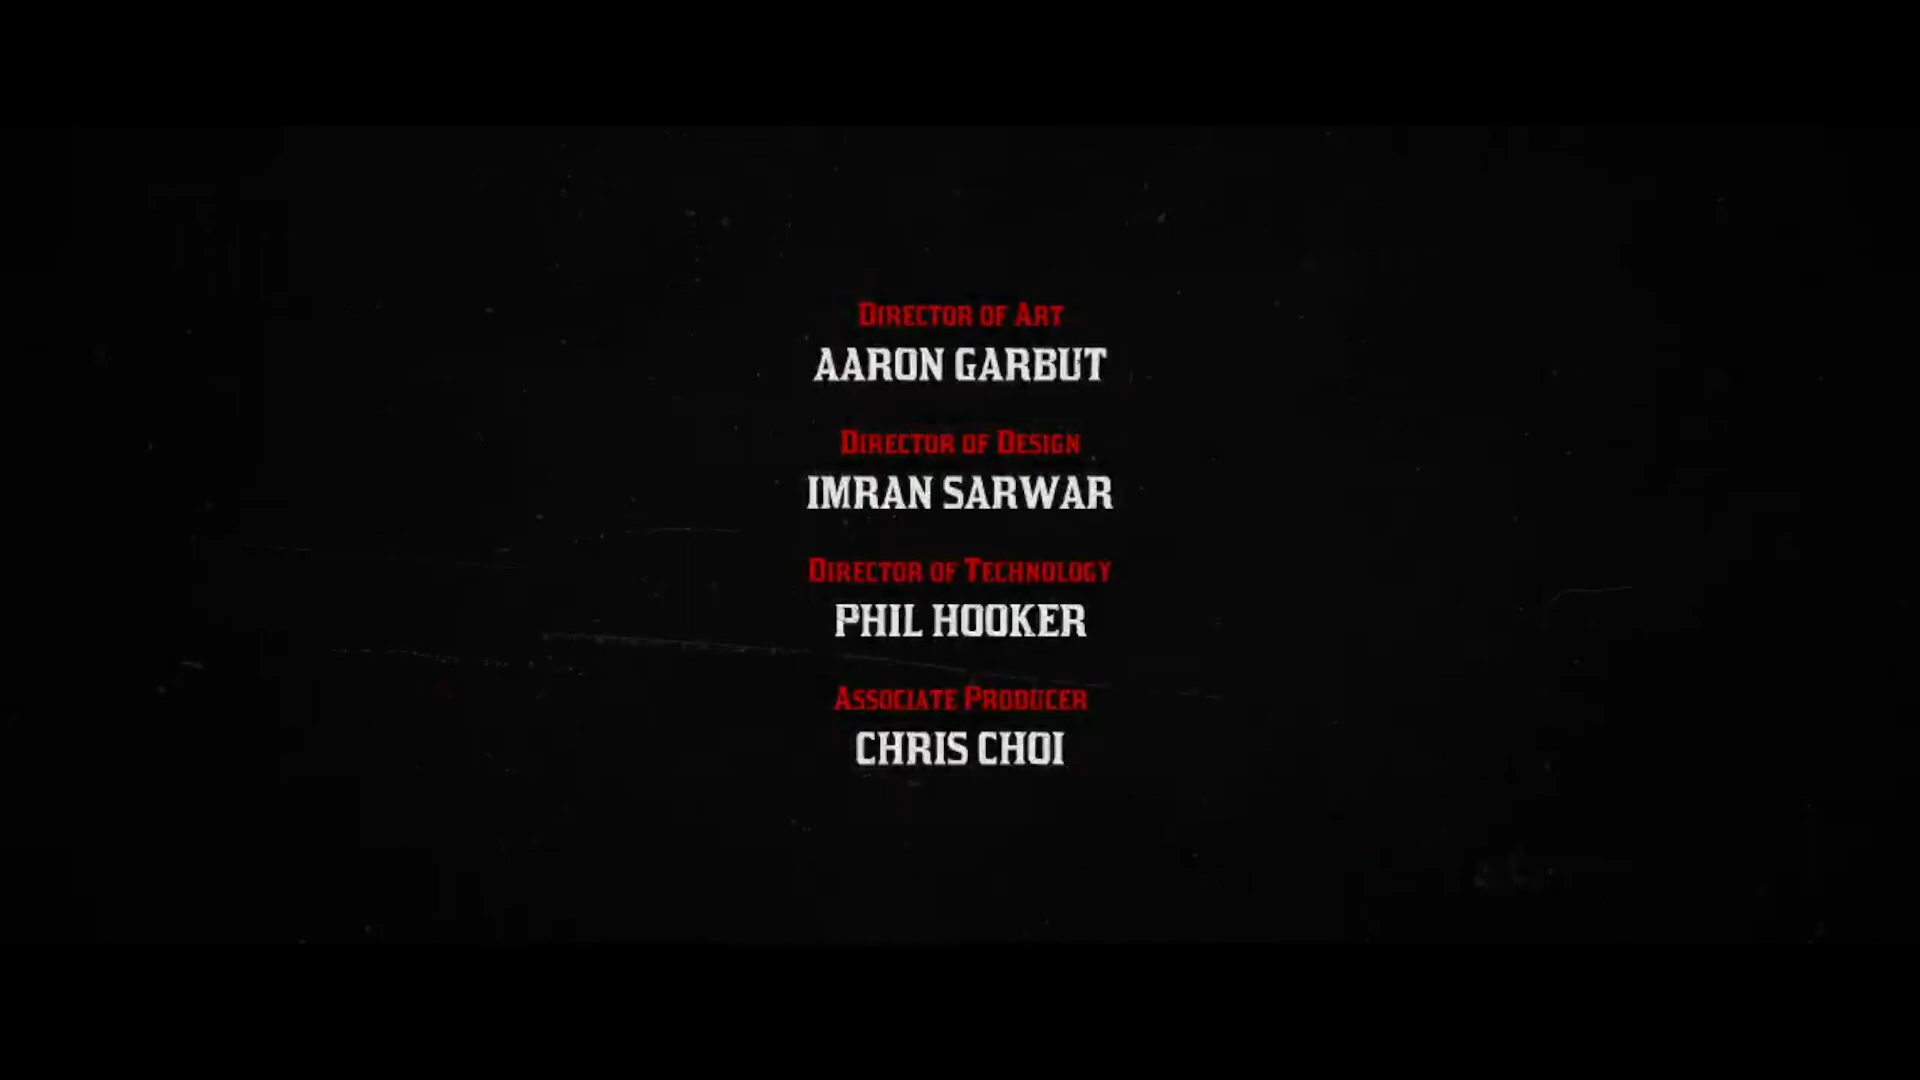 Director of Art
AARON GARBUT
Director of Design
IMRAN SARWAR
Director of Technology
PHIL HOOKER
Associate Producer
CHRIS CHOI